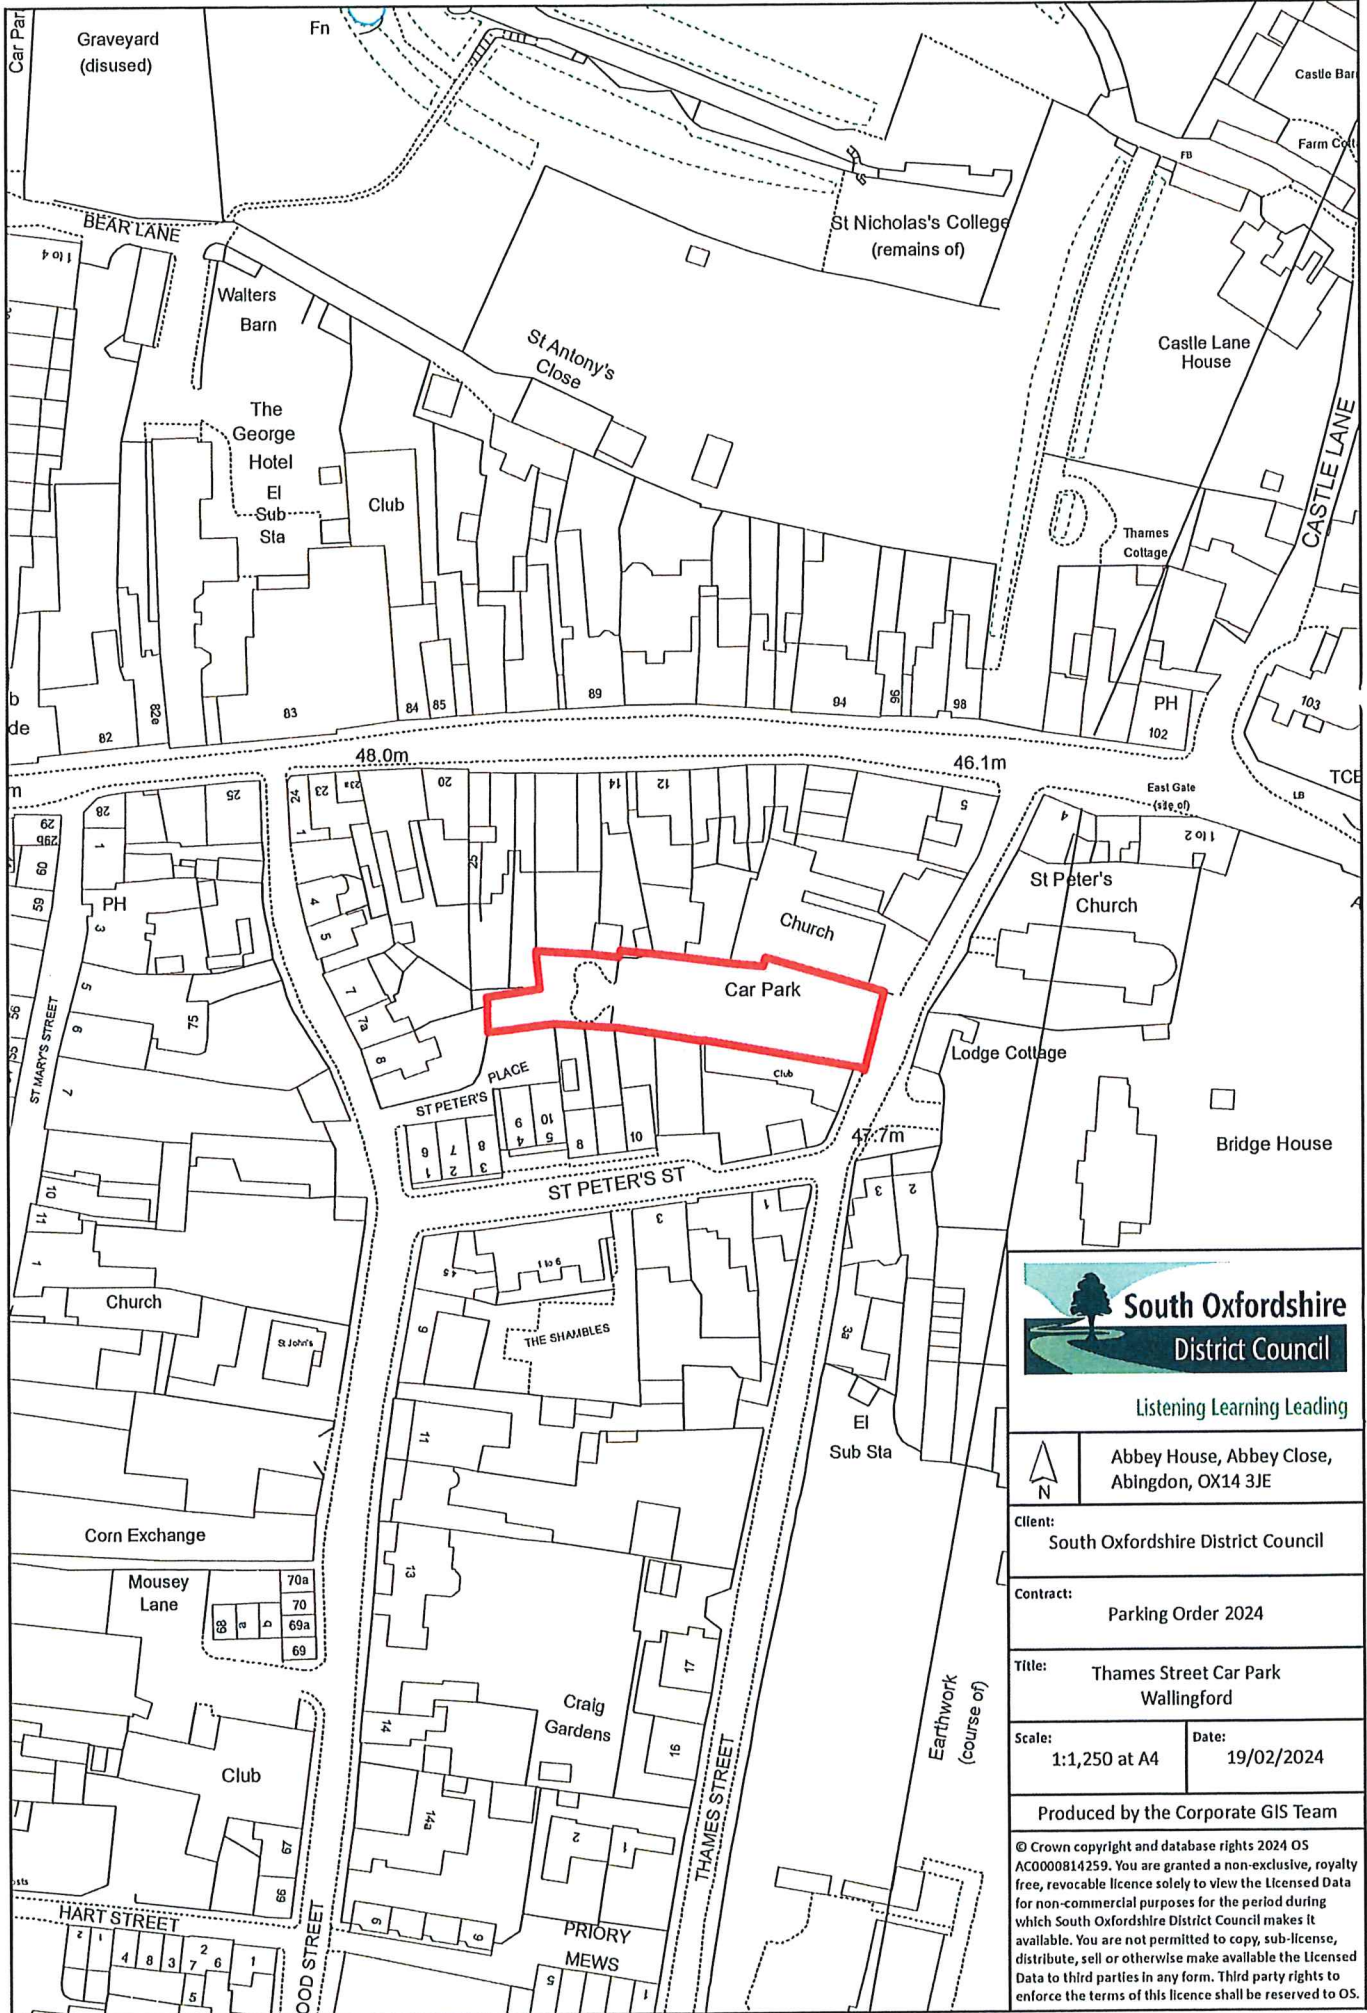 Car Par
Graveyard
(disused)
Fn
Castle Bar
Farm Cott
FB
BEAR LANE
1 to 4
Walters
Barn
St Nicholas's College
(remains of)
St Antony's
Close
Castle Lane
House
CASTLE LANE
The
George
Hotel
El
Sub
Sta
Club
Thames
Cottage
b
de
82
82e
83
84
85
89
94
96
98
PH
102
103
48.0m
46.1m
m
TCB
LB
East Gate
(site of)
1 to 2
4
5
12
14
20
23a
23
24
1
25
25
28
1
29
29b
60
59
PH
3
4
5
7
7a
8
St Peter's
Church
Church
Car Park
Lodge Cottage
Club
ST PETER'S PLACE
47.7m
Bridge House
56
55
ST MARY'S STREET
5
6
7
75
10
11
1
6
7
8
1
2
3
9
10
4
5
8
10
ST PETER'S ST
3
1
3
2
3a
45
1 to 6
9
THE SHAMBLES
Church
St John's
El
Sub Sta
11
Corn Exchange
Mousey
Lane
70a
70
69a
69
68
a
b
13
17
16
Craig
Gardens
14
14a
Club
67
66
Earthwork
(course of)
THAMES STREET
2
1
HART STREET
OOD STREET
2
1
4
8
3
2
7
6
1
5
6
9
PRIORY
MEWS
5
1
South Oxfordshire
District Council
Listening Learning Leading
N
Abbey House, Abbey Close,
Abingdon, OX14 3JE
Client:
South Oxfordshire District Council
Contract:
Parking Order 2024
Title:
Thames Street Car Park
Wallingford
Scale:
1:1,250 at A4
Date:
19/02/2024
Produced by the Corporate GIS Team
© Crown copyright and database rights 2024 OS
AC0000814259. You are granted a non-exclusive, royalty
free, revocable licence solely to view the Licensed Data
for non-commercial purposes for the period during
which South Oxfordshire District Council makes it
available. You are not permitted to copy, sub-license,
distribute, sell or otherwise make available the Licensed
Data to third parties in any form. Third party rights to
enforce the terms of this licence shall be reserved to OS.